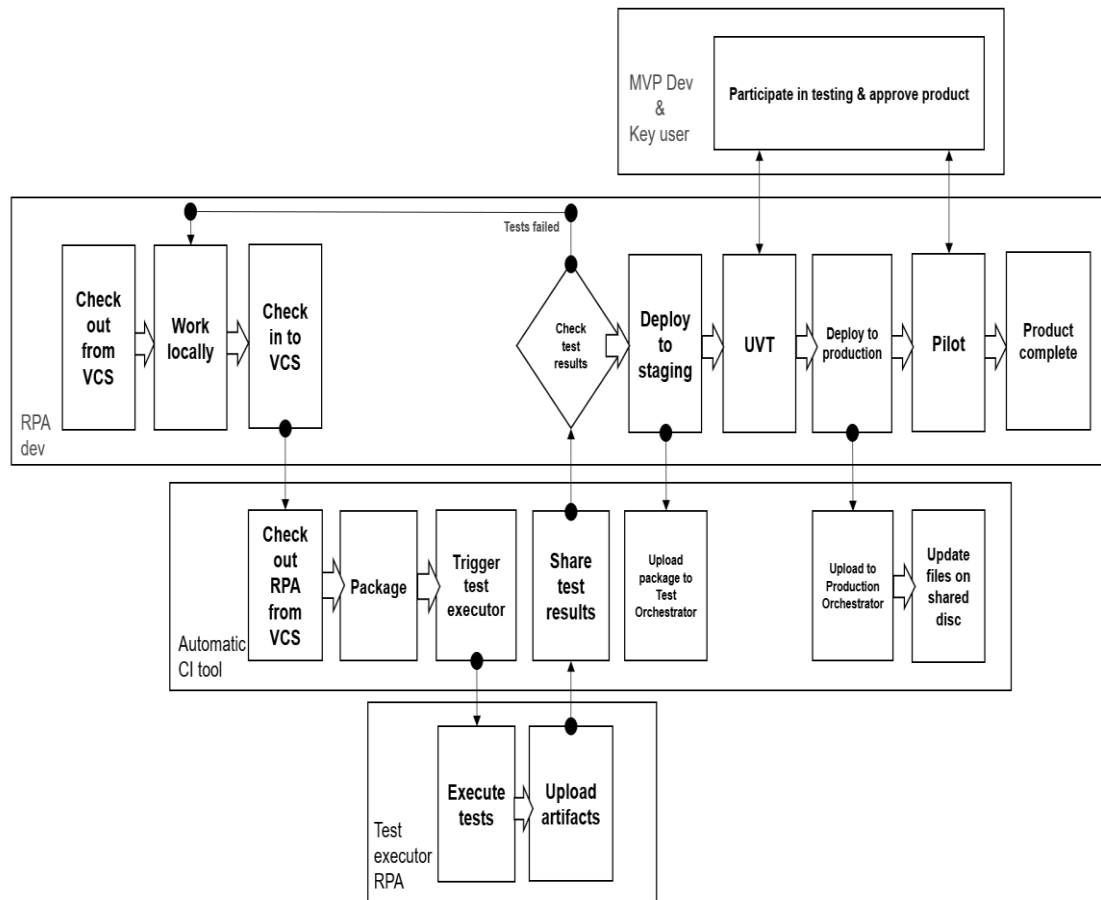 MVP Dev
&
Key user
Participate in testing & approve product
Tests failed
Check
out
from
VCS
Work
locally
Check
in to
VCS
Check
test
results
Deploy
to
staging
UVT
Deploy to
production
Pilot
Product
complete
RPA
dev
Check
out
RPA
from
VCS
Package
Trigger
test
executor
Share
test
results
Upload
package to
Test
Orchestrator
Upload to
Production
Orchestrator
Update
files on
shared
disc
Automatic
CI tool
Execute
tests
Upload
artifacts
Test
executor
RPA